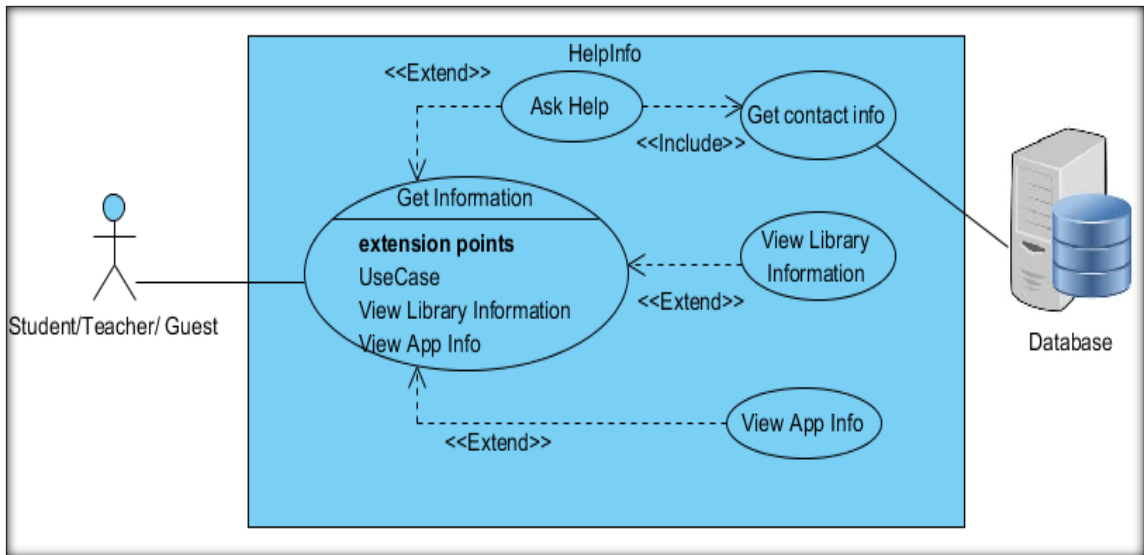 HelpInfo
<<Extend>>
Ask Help
Get contact info
<<Include>>
Get Information
extension points
UseCase
View Library Information
View App Info
View Library
Information
<<Extend>>
Student/Teacher/ Guest
Database
View App Info
<<Extend>>